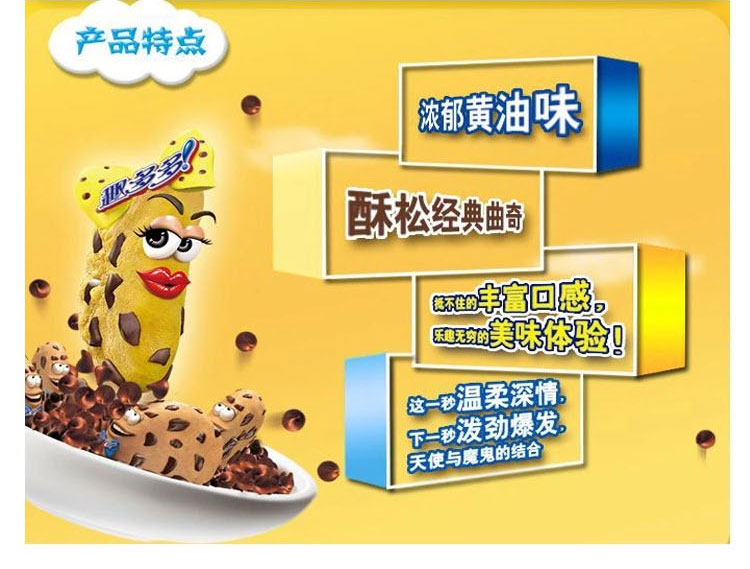 产品特点
趣多多!
浓郁黄油味
酥松经典曲奇
抵不住的丰富口感，
乐趣无穷的美味体验！
这一秒温柔深情，
下一秒泼劲爆发，
天使与魔鬼的结合